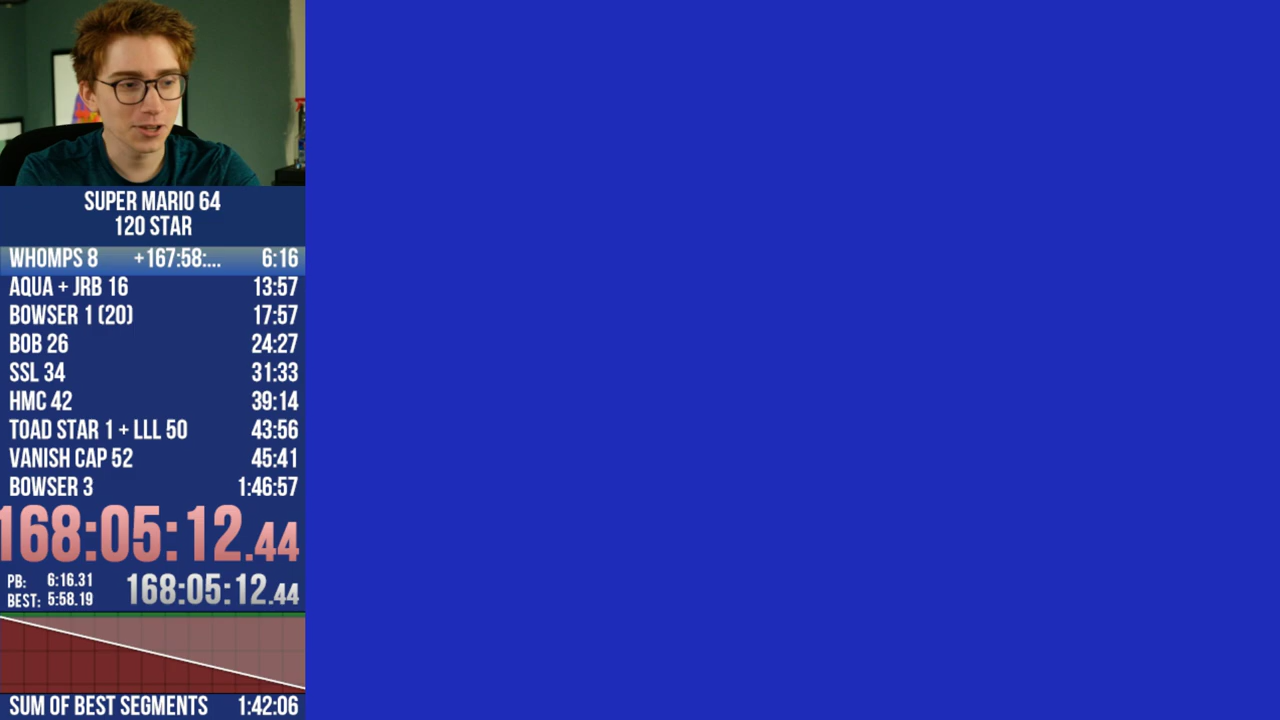 SUPER MARIO 64
120 STAR
WHOMPS 8 +167:58:... 6:16
AQUA + JRB 16 13:57
BOWSER 1 (20) 17:57
BOB 26 24:27
SSL 34 31:33
HMC 42 39:14
TOAD STAR 1 + LLL 50 43:56
VANISH CAP 52 45:41
BOWSER 3 1:46:57
168:05:12.44
PB: 6:16.31 168:05:12.44
BEST: 5:58.19
SUM OF BEST SEGMENTS 1:42:06